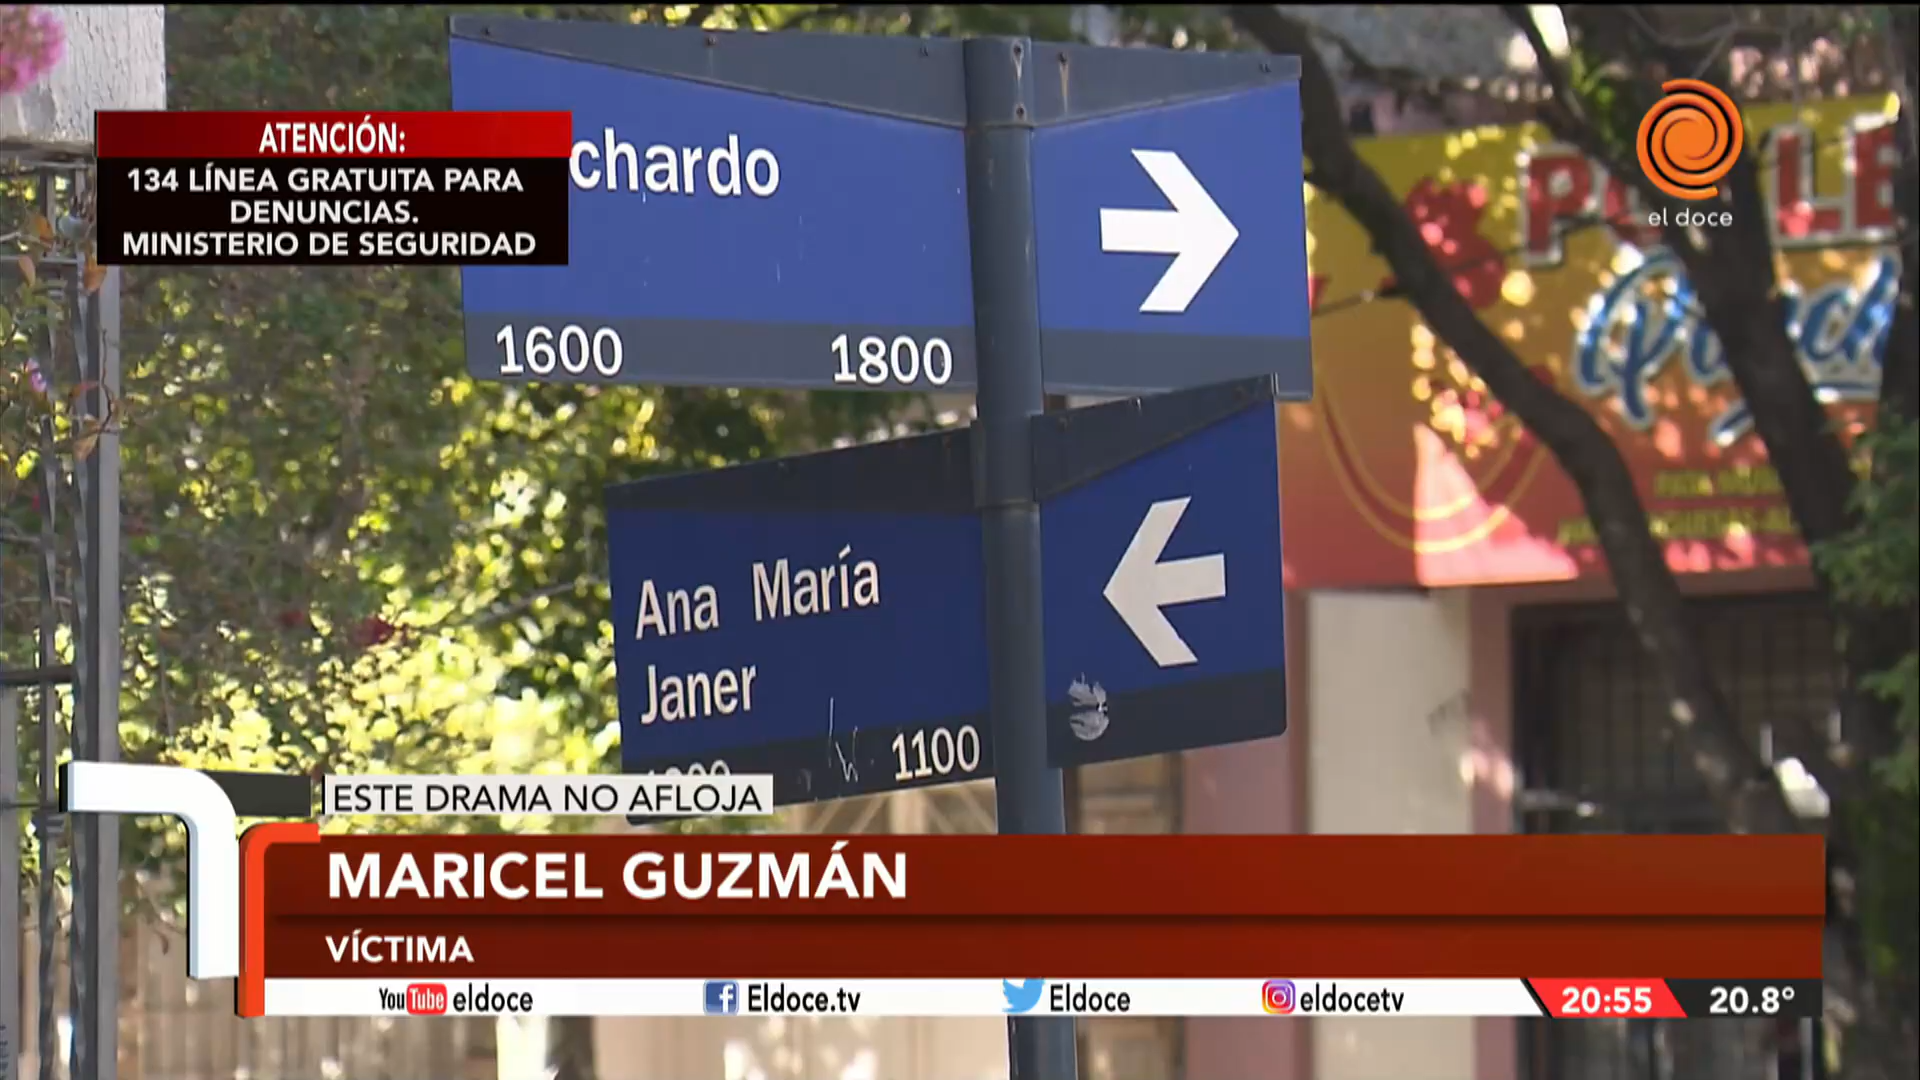 ATENCIÓN:
134 LÍNEA GRATUITA PARA
DENUNCIAS.
MINISTERIO DE SEGURIDAD
chardo
1600 1800
el doce
Ana María
Janer
1100
ESTE DRAMA NO AFLOJA
MARICEL GUZMÁN
VÍCTIMA
YouTube eldoce
Eldoce.tv
Eldoce
eldocetv
20:55
20.8°